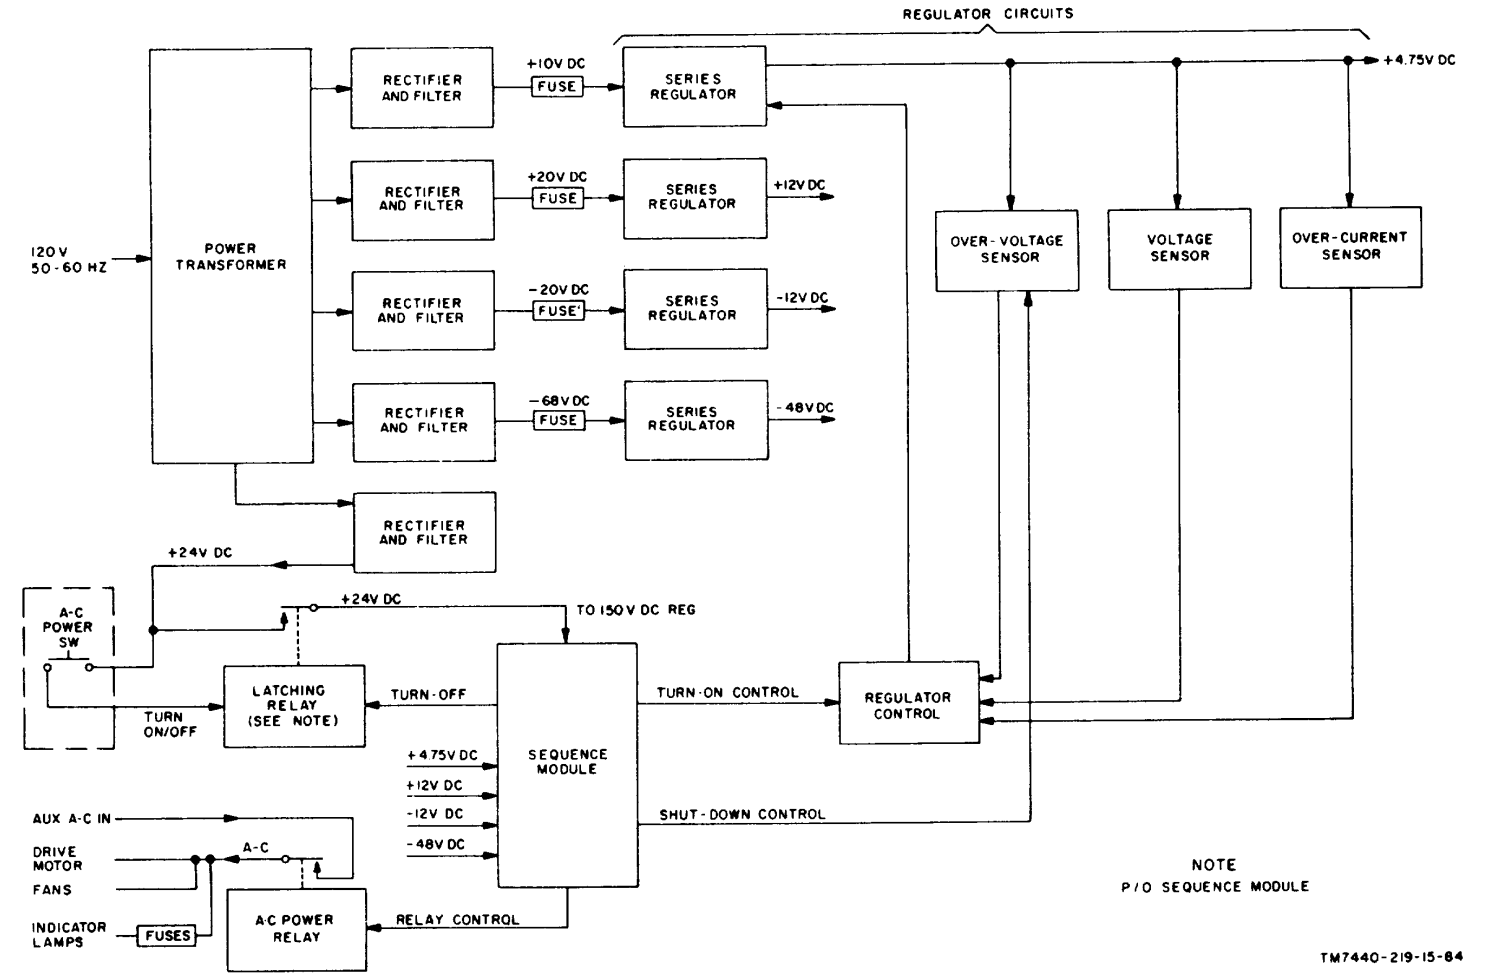 REGULATOR CIRCUITS
RECTIFIER
AND FILTER
+10V DC
FUSE
SERIES
REGULATOR
+4.75V DC
RECTIFIER
AND FILTER
+20V DC
FUSE
SERIES
REGULATOR
+12V DC
120V
50-60 HZ
POWER
TRANSFORMER
OVER-VOLTAGE
SENSOR
VOLTAGE
SENSOR
OVER-CURRENT
SENSOR
RECTIFIER
AND FILTER
-20V DC
FUSE
SERIES
REGULATOR
-12V DC
RECTIFIER
AND FILTER
-68V DC
FUSE
SERIES
REGULATOR
-48V DC
RECTIFIER
AND FILTER
+24V DC
A-C
POWER
SW
+24V DC
TO 150V DC REG
TURN
ON/OFF
LATCHING
RELAY
(SEE NOTE)
TURN-OFF
TURN-ON CONTROL
REGULATOR
CONTROL
+4.75V DC
+12V DC
-12V DC
-48V DC
SEQUENCE
MODULE
SHUT-DOWN CONTROL
AUX A-C IN
DRIVE
MOTOR
A-C
FANS
INDICATOR
LAMPS
FUSES
A-C POWER
RELAY
RELAY CONTROL
NOTE
P/O SEQUENCE MODULE
TM7440-219-15-84